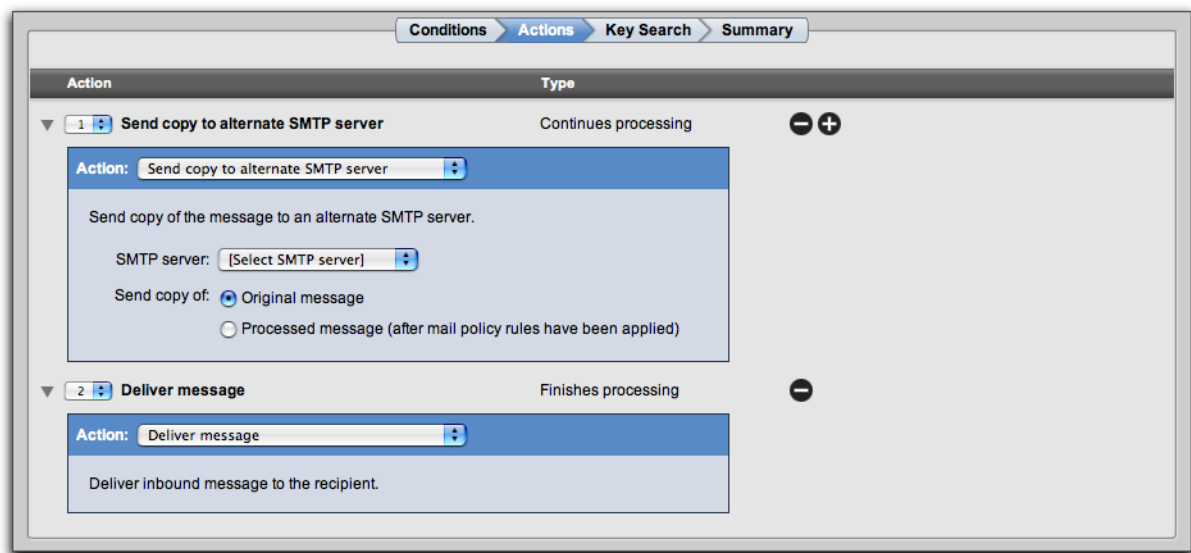 Conditions Actions Key Search Summary
Action Type
1 Send copy to alternate SMTP server Continues processing
Action: Send copy to alternate SMTP server
Send copy of the message to an alternate SMTP server.
SMTP server: [Select SMTP server]
Send copy of: Original message
Processed message (after mail policy rules have been applied)
2 Deliver message Finishes processing
Action: Deliver message
Deliver inbound message to the recipient.